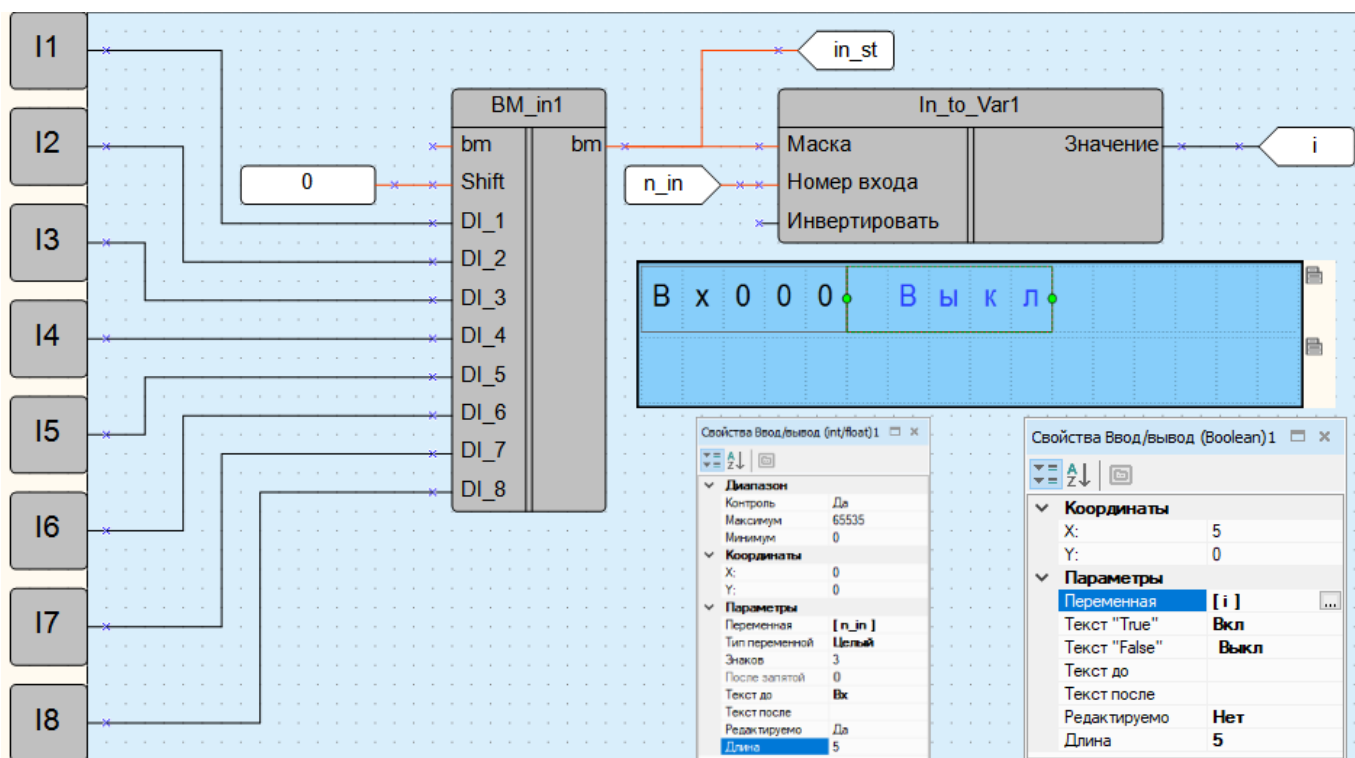 I1
I2
I3
I4
I5
I6
I7
I8
0
BM_in1
bm
bm
Shift
DI_1
DI_2
DI_3
DI_4
DI_5
DI_6
DI_7
DI_8
in_st
n_in
In_to_Var1
Маска
Значение
Номер входа
Инвертировать
i
Вх000 Выкл
Свойства Ввод/вывод (int/float)1
Диапазон
Контроль Да
Максимум 65535
Минимум 0
Координаты
X: 0
Y: 0
Параметры
Переменная [ n_in ]
Тип переменной Целый
Знаков 3
После запятой 0
Текст до Вх
Текст после
Редактируемо Да
Длина 5
Свойства Ввод/вывод (Boolean)1
Координаты
X: 5
Y: 0
Параметры
Переменная [ i ] ...
Текст "True" Вкл
Текст "False" Выкл
Текст до
Текст после
Редактируемо Нет
Длина 5